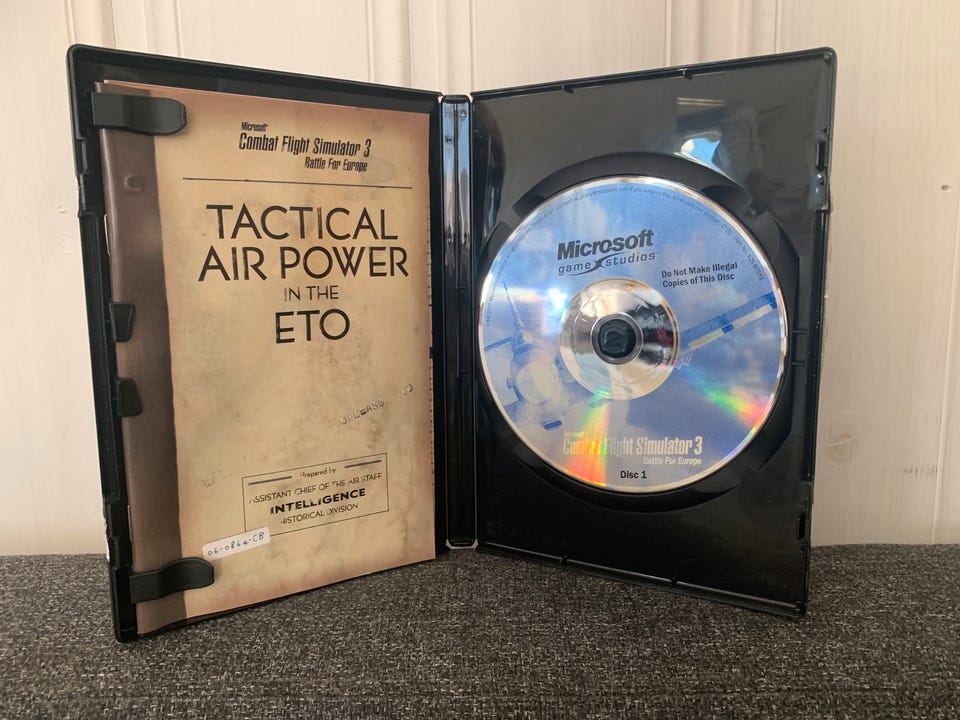 Microsoft
Combat Flight Simulator 3
Battle For Europe
TACTICAL
AIR POWER
IN THE
ETO
Prepared by
ASSISTANT CHIEF OF THE AIR STAFF
INTELLIGENCE
HISTORICAL DIVISION
06-0864-CB
Microsoft
game studios
Do Not Make Illegal
Copies of This Disc
Microsoft
Combat Flight Simulator 3
Battle For Europe
Disc 1